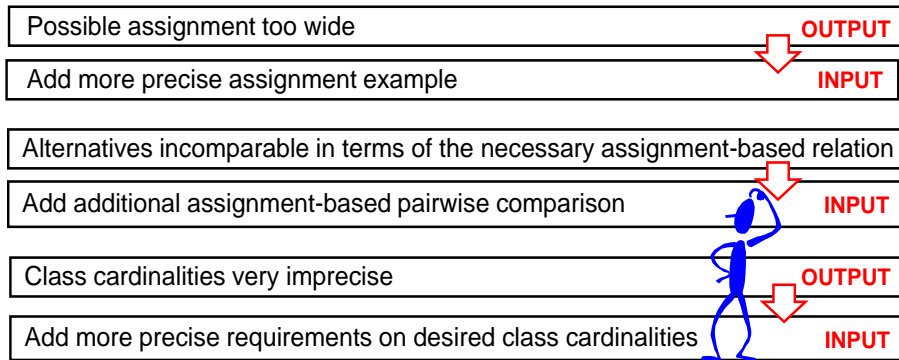 Possible assignment too wide OUTPUT
Add more precise assignment example INPUT
Alternatives incomparable in terms of the necessary assignment-based relation
Add additional assignment-based pairwise comparison INPUT
Class cardinalities very imprecise OUTPUT
Add more precise requirements on desired class cardinalities INPUT